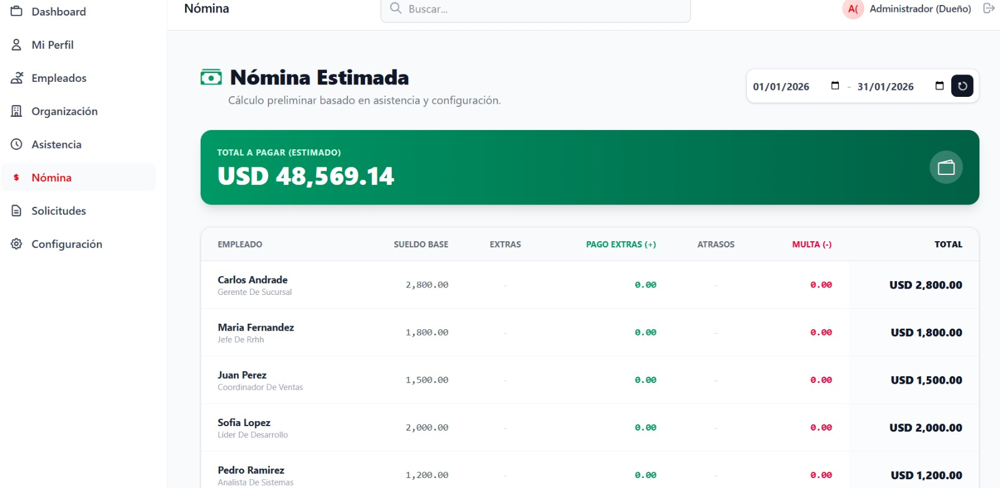 Dashboard
Mi Perfil
Empleados
Organización
Asistencia
$ Nómina
Solicitudes
Configuración
Nómina
Buscar...
A( Administrador (Dueño)
Nómina Estimada
Cálculo preliminar basado en asistencia y configuración.
01/01/2026 - 31/01/2026
TOTAL A PAGAR (ESTIMADO)
USD 48,569.14
EMPLEADO SUELDO BASE EXTRAS PAGO EXTRAS (+) ATRASOS MULTA (-) TOTAL
Carlos Andrade
Gerente De Sucursal
2,800.00 - 0.00 - 0.00 USD 2,800.00
Maria Fernandez
Jefe De Rrhh
1,800.00 - 0.00 - 0.00 USD 1,800.00
Juan Perez
Coordinador De Ventas
1,500.00 - 0.00 - 0.00 USD 1,500.00
Sofia Lopez
Líder De Desarrollo
2,000.00 - 0.00 - 0.00 USD 2,000.00
Pedro Ramirez
Analista De Sistemas
1,200.00 - 0.00 - 0.00 USD 1,200.00